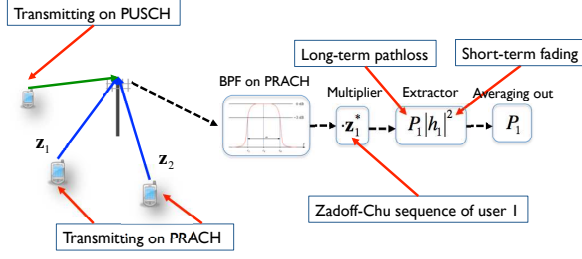 Transmitting on PUSCH
Long-term pathloss
Short-term fading
BPF on PRACH
Multiplier
Extractor
Averaging out
·z₁*
P₁|h₁|²
P₁
z₁
z₂
Zadoff-Chu sequence of user 1
Transmitting on PRACH